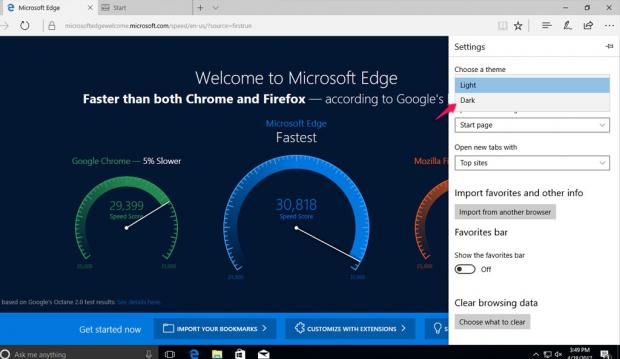 Microsoft Edge
Start
microsoftedgewelcome.microsoft.com/speed/en-us/?source=firstrun
Welcome to Microsoft Edge
Faster than both Chrome and Firefox — according to Google's
Microsoft Edge
Fastest
Google Chrome — 5% Slower
Mozilla Fi
29,399
Speed Score
30,818
Speed Score
based on Google's Octane 2.0 test results: See details here.
Get started now
IMPORT YOUR BOOKMARKS
CUSTOMIZE WITH EXTENSIONS
S
Settings
Choose a theme
Light
Dark
Start page
Open new tabs with
Top sites
Import favorites and other info
Import from another browser
Favorites bar
Show the favorites bar
Off
Clear browsing data
Choose what to clear
Ask me anything
3:49 PM
4/28/2017